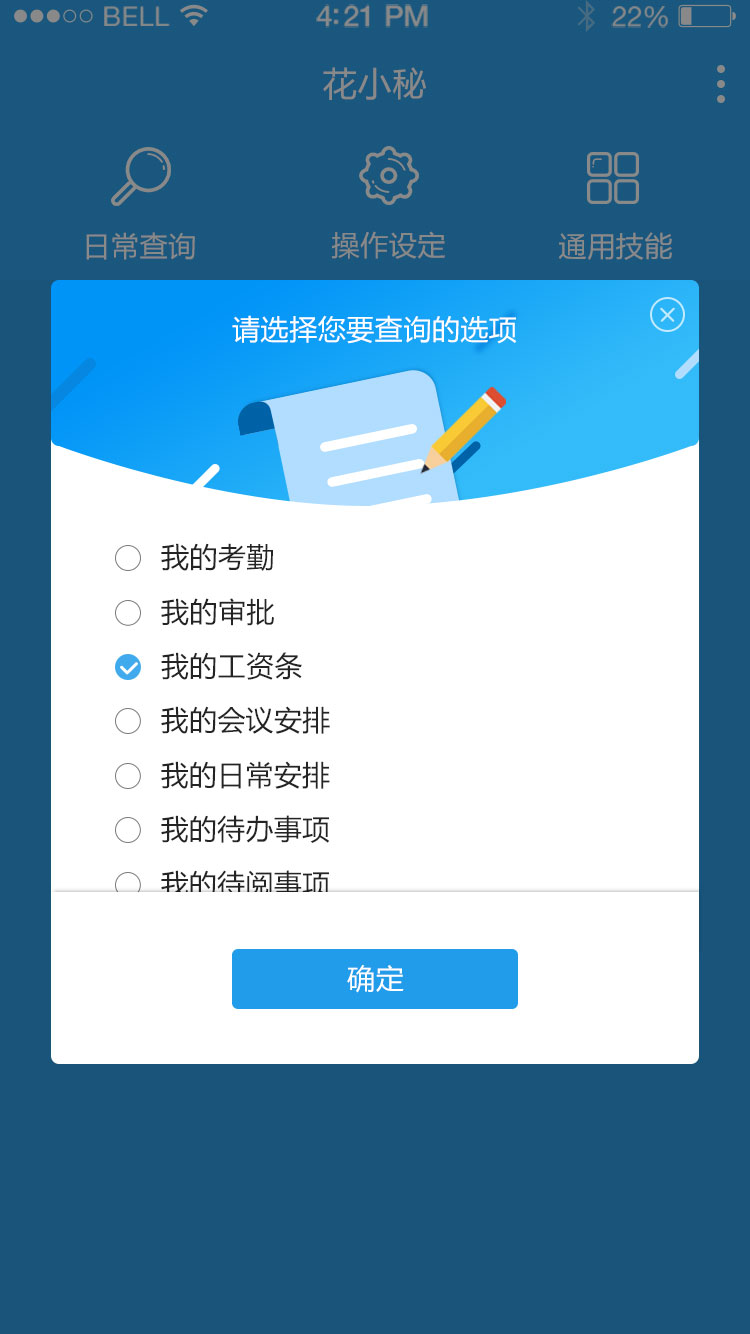 BELL 4:21 PM 22%
花小秘
日常查询 操作设定 通用技能
请选择您要查询的选项
我的考勤
我的审批
我的工资条
我的会议安排
我的日常安排
我的待办事项
我的待阅事项
确定